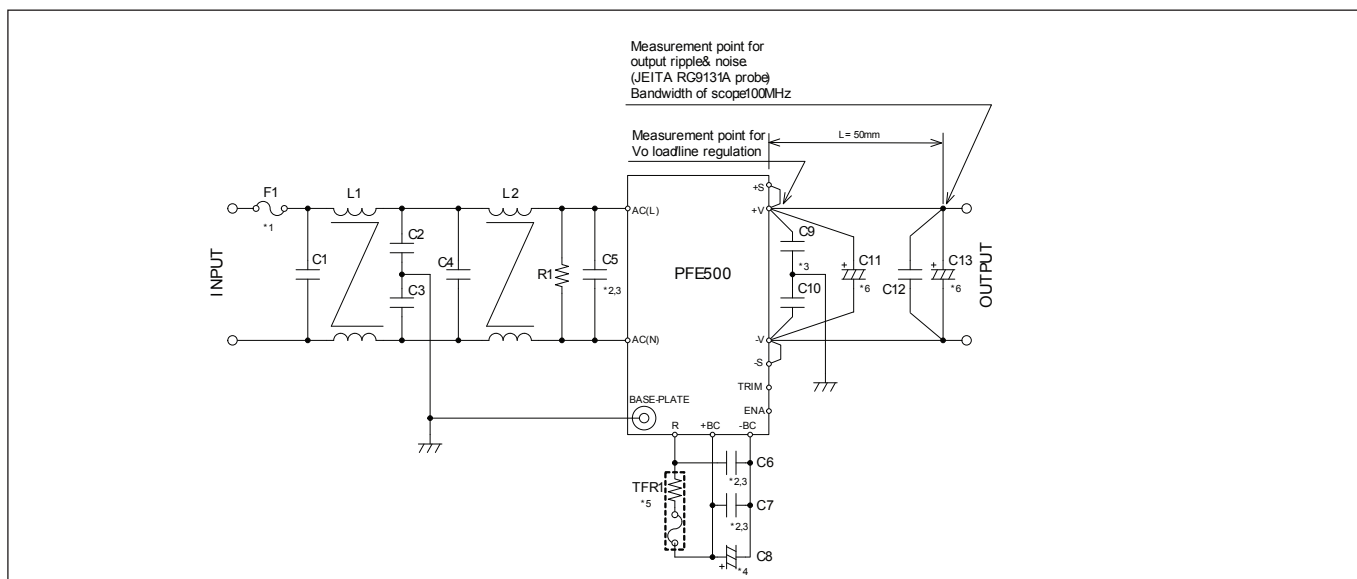 Measurement point for
output ripple& noise
(JEITA RG9131A probe)
Bandwidth of scope100MHz
Measurement point for
Vo load/line regulation
L= 50mm
F1
*1
L1
L2
+S
+V
AC(L)
INPUT
C1
C2
C3
C4
R1
C5
*2,3
PFE500
C9
*3
C10
C11
*6
C12
C13
*6
OUTPUT
AC(N)
-V
-S
TRIM
ENA
BASE-PLATE
R
+BC
-BC
C6
*2,3
TFR1
*5
C7
*2,3
C8
+
*4
+
+